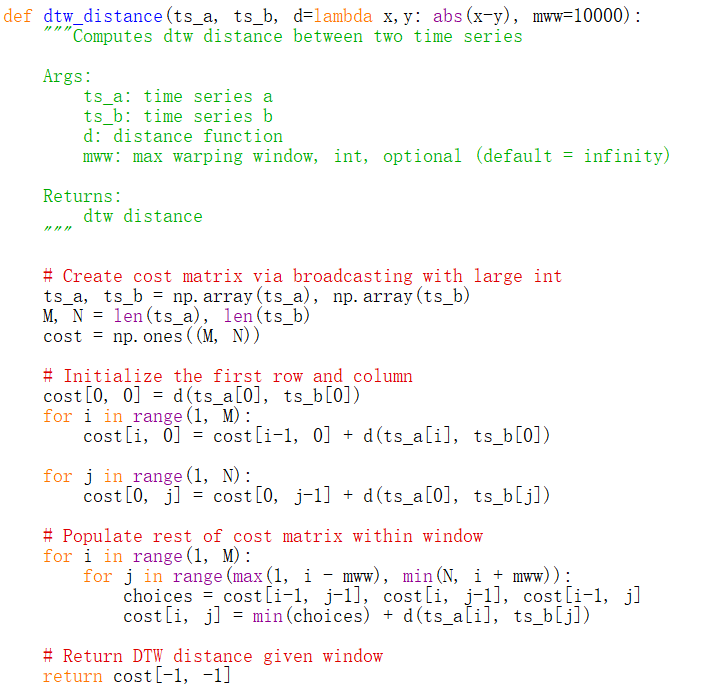 def dtw_distance(ts_a, ts_b, d=lambda x,y: abs(x-y), mww=10000):
    """Computes dtw distance between two time series

    Args:
        ts_a: time series a
        ts_b: time series b
        d: distance function
        mww: max warping window, int, optional (default = infinity)

    Returns:
        dtw distance
    """

    # Create cost matrix via broadcasting with large int
    ts_a, ts_b = np.array(ts_a), np.array(ts_b)
    M, N = len(ts_a), len(ts_b)
    cost = np.ones((M, N))

    # Initialize the first row and column
    cost[0, 0] = d(ts_a[0], ts_b[0])
    for i in range(1, M):
        cost[i, 0] = cost[i-1, 0] + d(ts_a[i], ts_b[0])

    for j in range(1, N):
        cost[0, j] = cost[0, j-1] + d(ts_a[0], ts_b[j])

    # Populate rest of cost matrix within window
    for i in range(1, M):
        for j in range(max(1, i - mww), min(N, i + mww)):
            choices = cost[i-1, j-1], cost[i, j-1], cost[i-1, j]
            cost[i, j] = min(choices) + d(ts_a[i], ts_b[j])

    # Return DTW distance given window
    return cost[-1, -1]